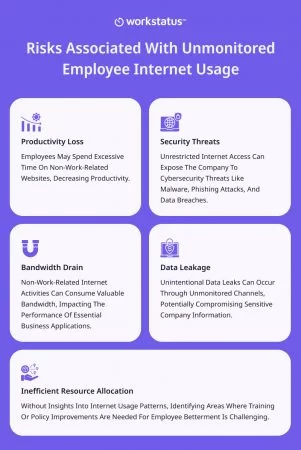 workstatus™
Risks Associated With Unmonitored
Employee Internet Usage
Productivity Loss
Employees May Spend Excessive
Time On Non-Work-Related
Websites, Decreasing Productivity.
Security Threats
Unrestricted Internet Access Can
Expose The Company To
Cybersecurity Threats Like
Malware, Phishing Attacks, And
Data Breaches.
Bandwidth Drain
Non-Work-Related Internet
Activities Can Consume Valuable
Bandwidth, Impacting The
Performance Of Essential
Business Applications.
Data Leakage
Unintentional Data Leaks Can Occur
Through Unmonitored Channels,
Potentially Compromising Sensitive
Company Information.
Inefficient Resource Allocation
Without Insights Into Internet Usage Patterns, Identifying Areas Where Training
Or Policy Improvements Are Needed For Employee Betterment Is Challenging.